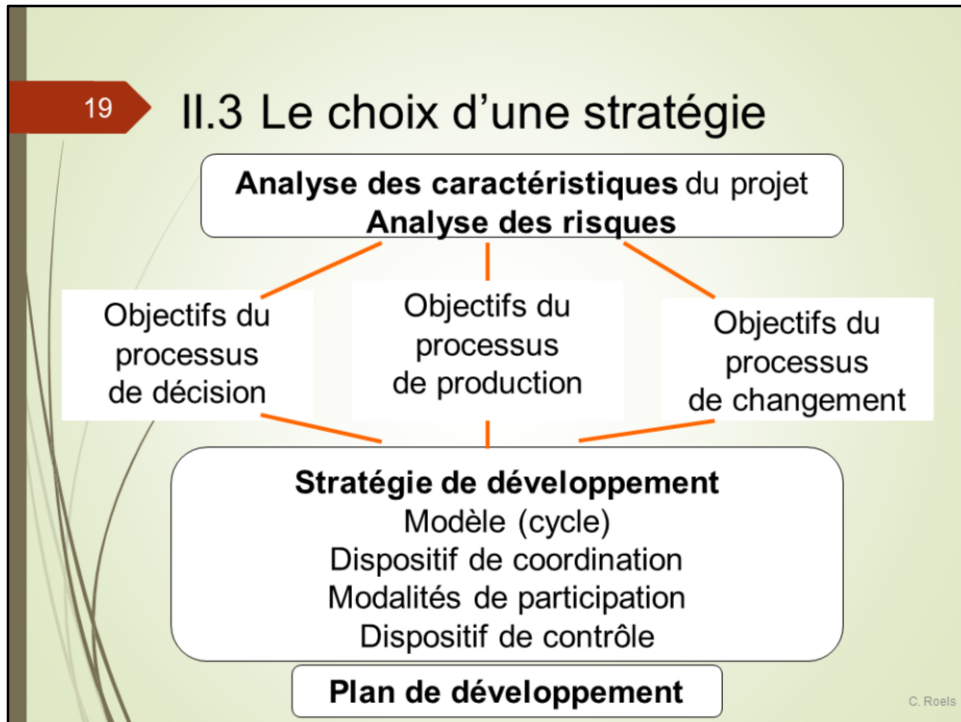 19
II.3 Le choix d’une stratégie
Analyse des caractéristiques du projet
Analyse des risques
Objectifs du
processus
de décision
Objectifs du
processus
de production
Objectifs du
processus
de changement
Stratégie de développement
Modèle (cycle)
Dispositif de coordination
Modalités de participation
Dispositif de contrôle
Plan de développement
C. Roels